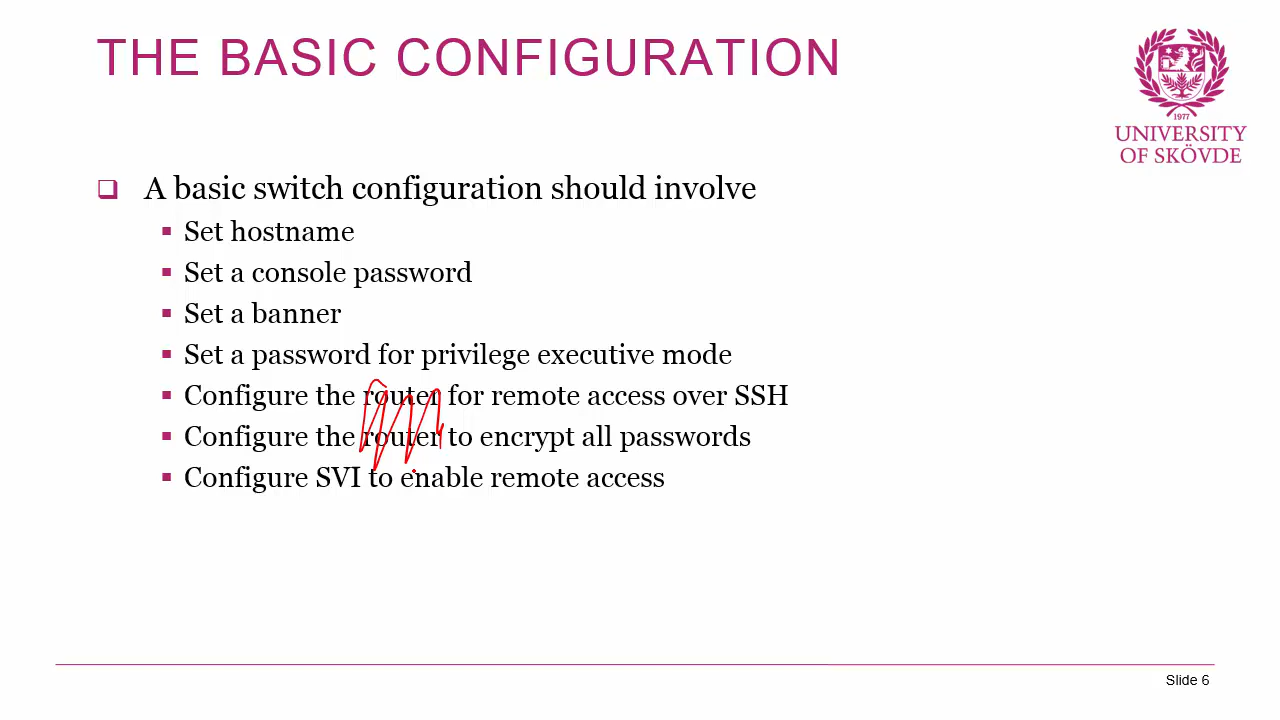 THE BASIC CONFIGURATION
1977
UNIVERSITY
OF SKÖVDE
A basic switch configuration should involve
Set hostname
Set a console password
Set a banner
Set a password for privilege executive mode
Configure the router for remote access over SSH
Configure the router to encrypt all passwords
Configure SVI to enable remote access
Slide 6